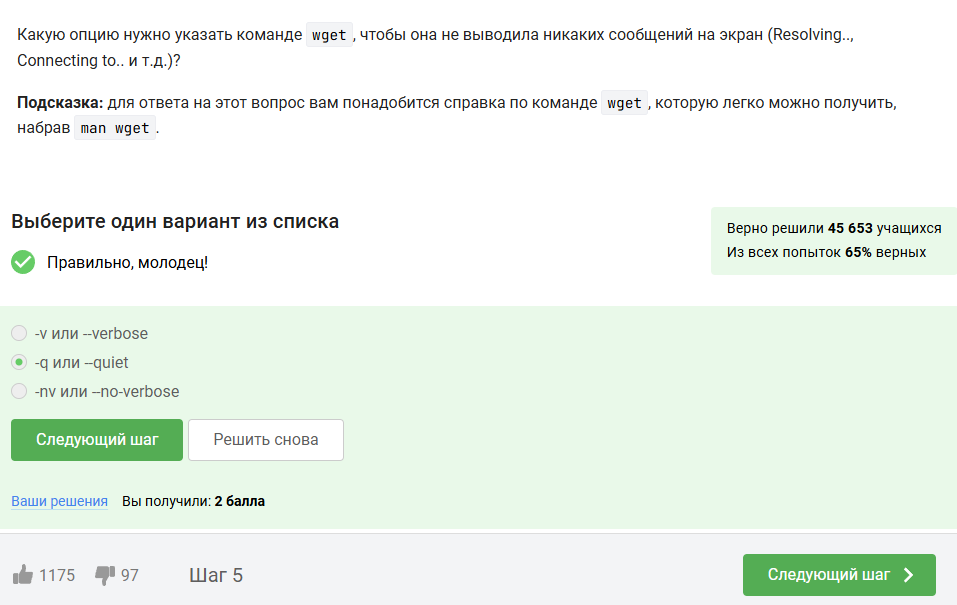 Какую опцию нужно указать команде wget, чтобы она не выводила никаких сообщений на экран (Resolving..,
Connecting to.. и т.д.)?
Подсказка: для ответа на этот вопрос вам понадобится справка по команде wget, которую легко можно получить,
набрав man wget.
Выберите один вариант из списка
Верно решили 45 653 учащихся
Из всех попыток 65% верных
Правильно, молодец!
-v или --verbose
-q или --quiet
-nv или --no-verbose
Следующий шаг
Решить снова
Ваши решения Вы получили: 2 балла
1175 97 Шаг 5 Следующий шаг